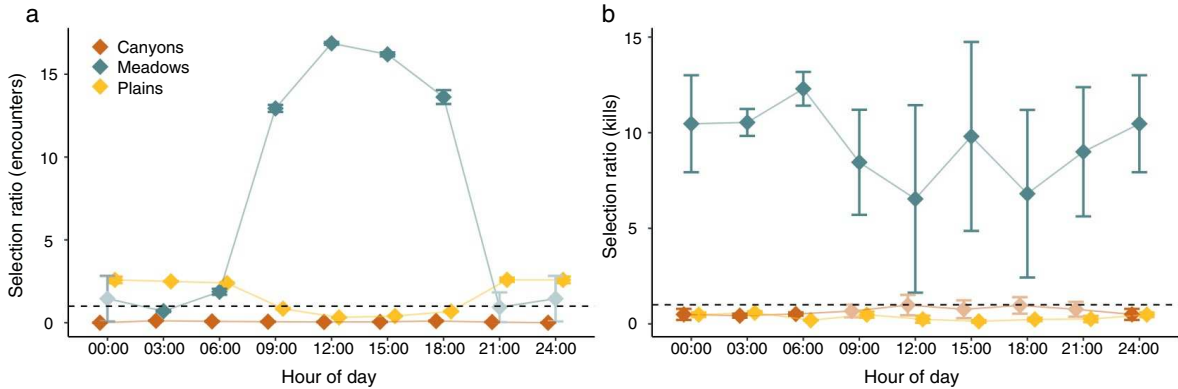 a
Selection ratio (encounters)
15
10
5
0
Canyons
Meadows
Plains
00:00 03:00 06:00 09:00 12:00 15:00 18:00 21:00 24:00
Hour of day
b
Selection ratio (kills)
15
10
5
0
00:00 03:00 06:00 09:00 12:00 15:00 18:00 21:00 24:00
Hour of day